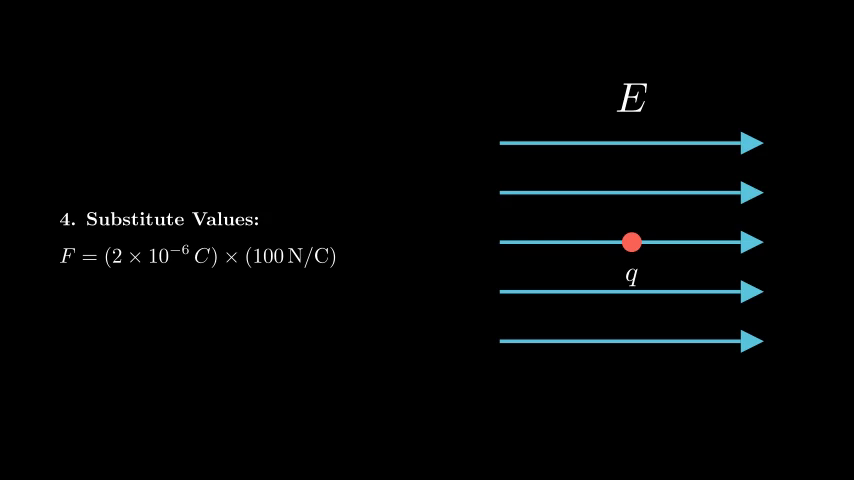 4. Substitute Values:
F = (2 × 10⁻⁶ C) × (100 N/C)
E
q